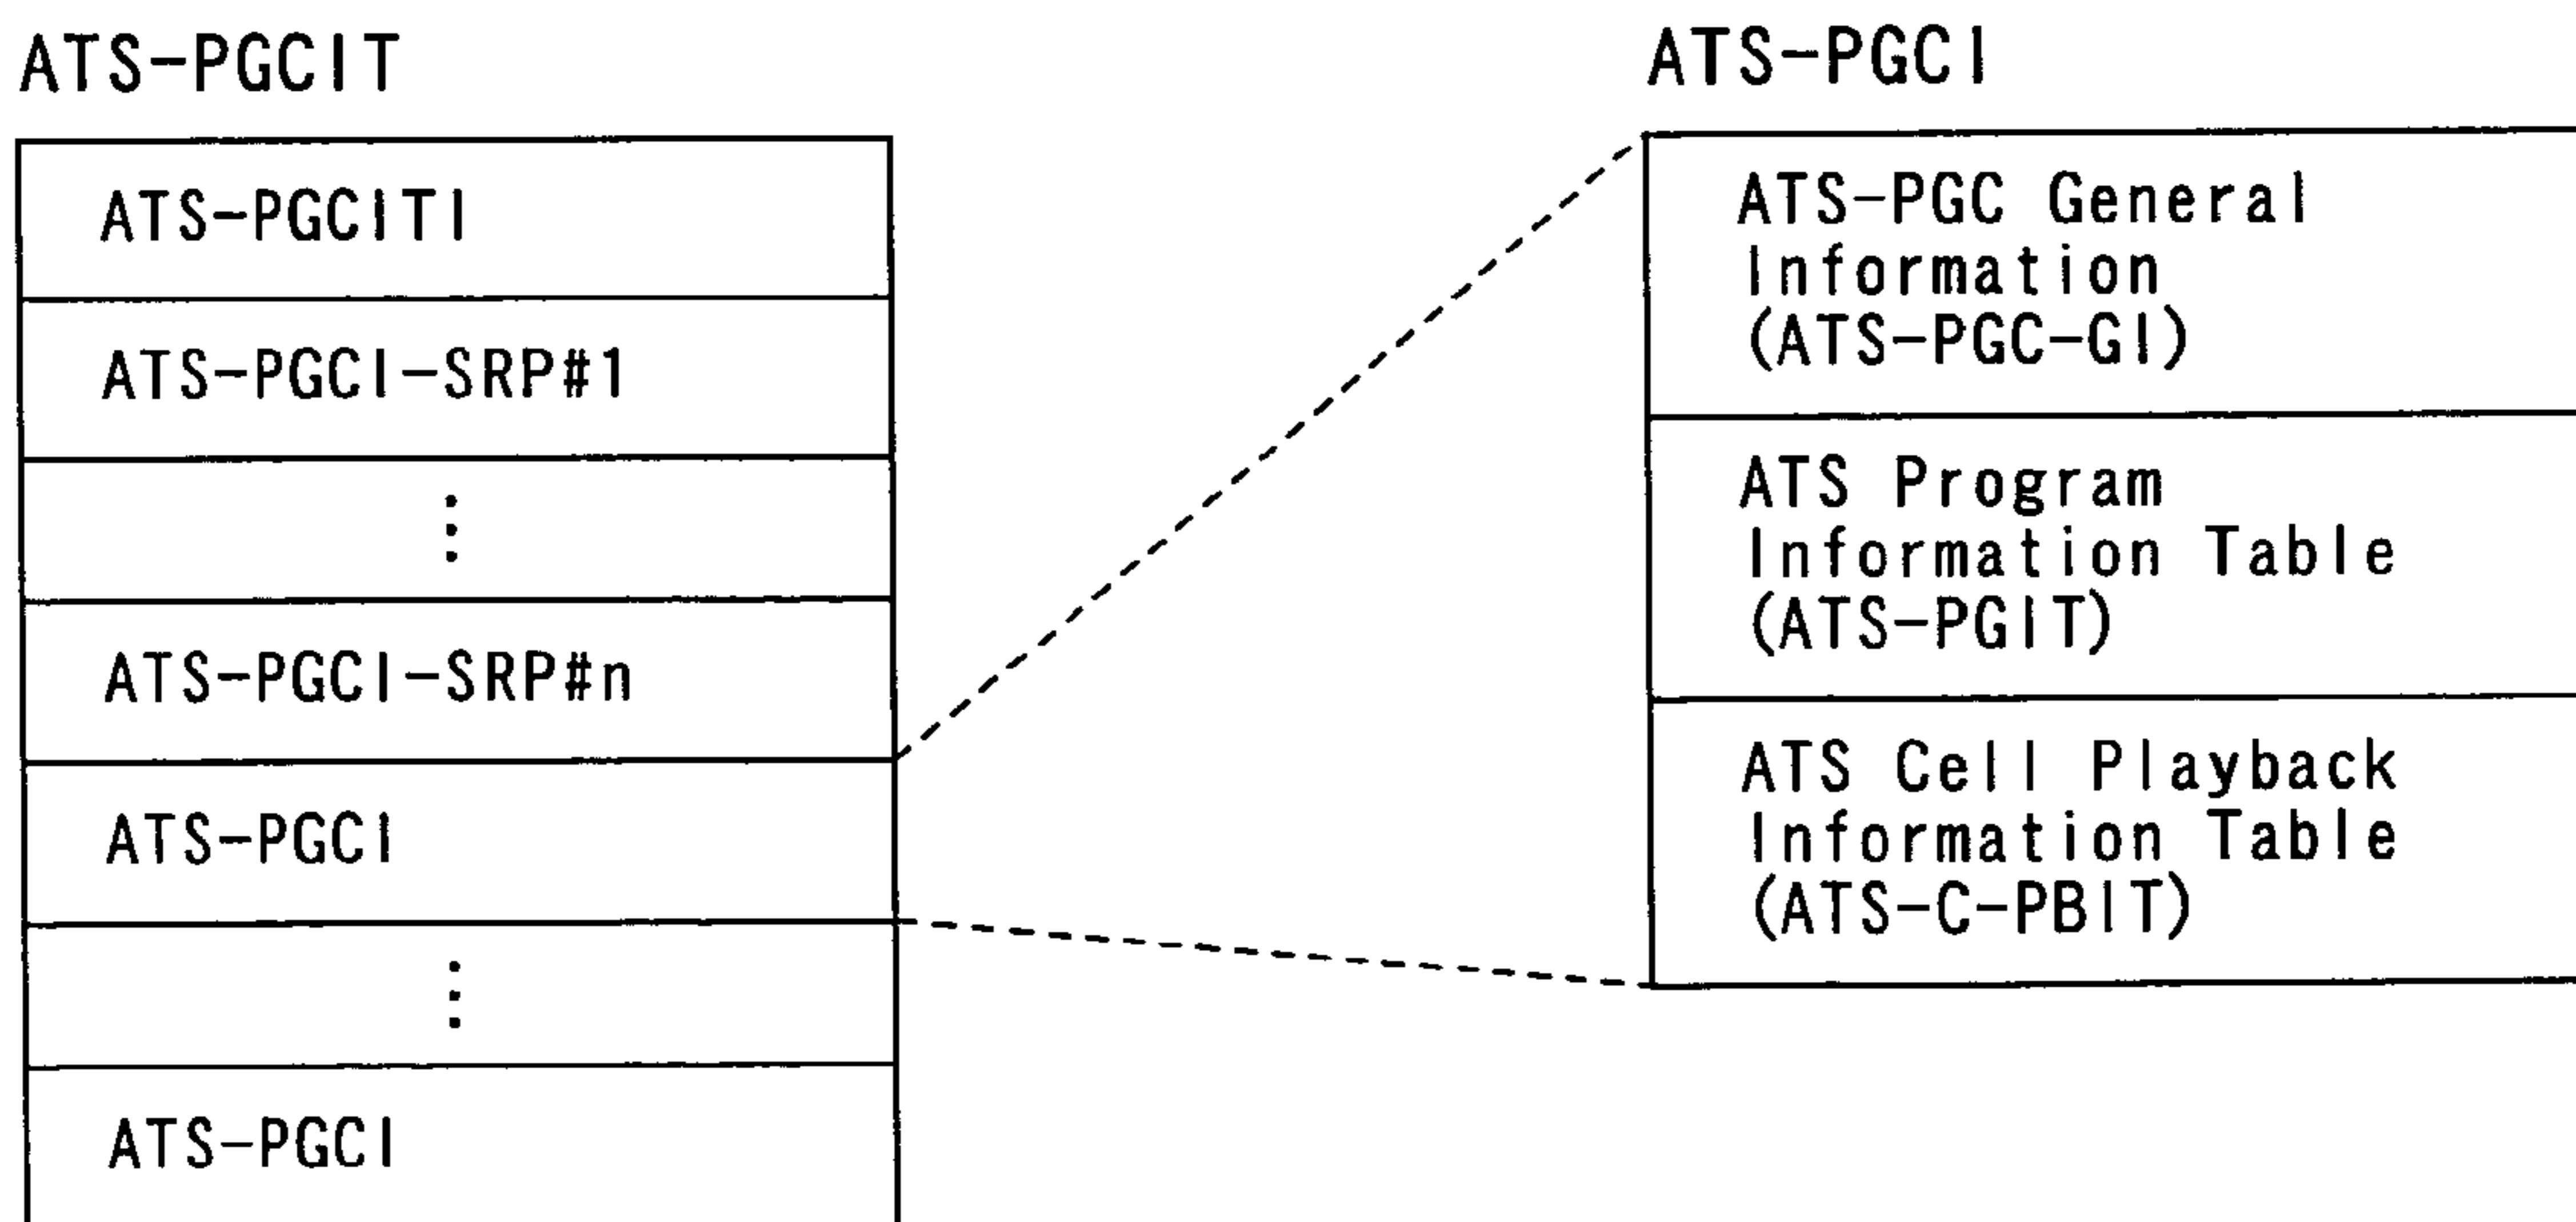 ATS-PGCIT
ATS-PGCITI
ATS-PGCI-SRP#1
⋮
ATS-PGCI-SRP#n
ATS-PGCI
⋮
ATS-PGCI
ATS-PGCI
ATS-PGC General
Information
(ATS-PGC-GI)
ATS Program
Information Table
(ATS-PGIT)
ATS Cell Playback
Information Table
(ATS-C-PBIT)